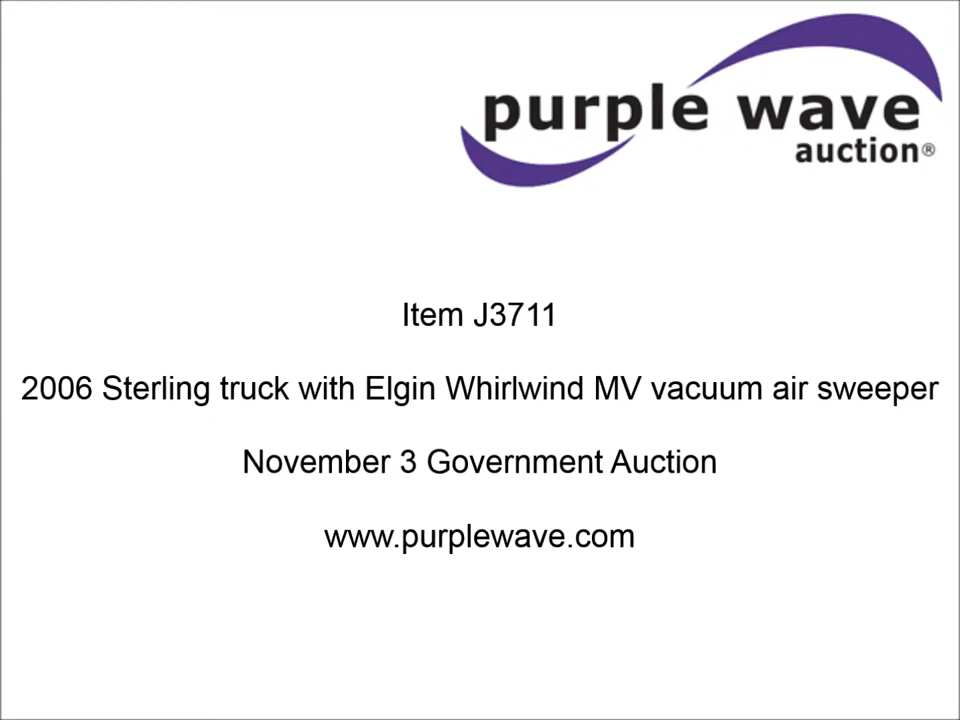 purple wave
auction®
Item J3711
2006 Sterling truck with Elgin Whirlwind MV vacuum air sweeper
November 3 Government Auction
www.purplewave.com